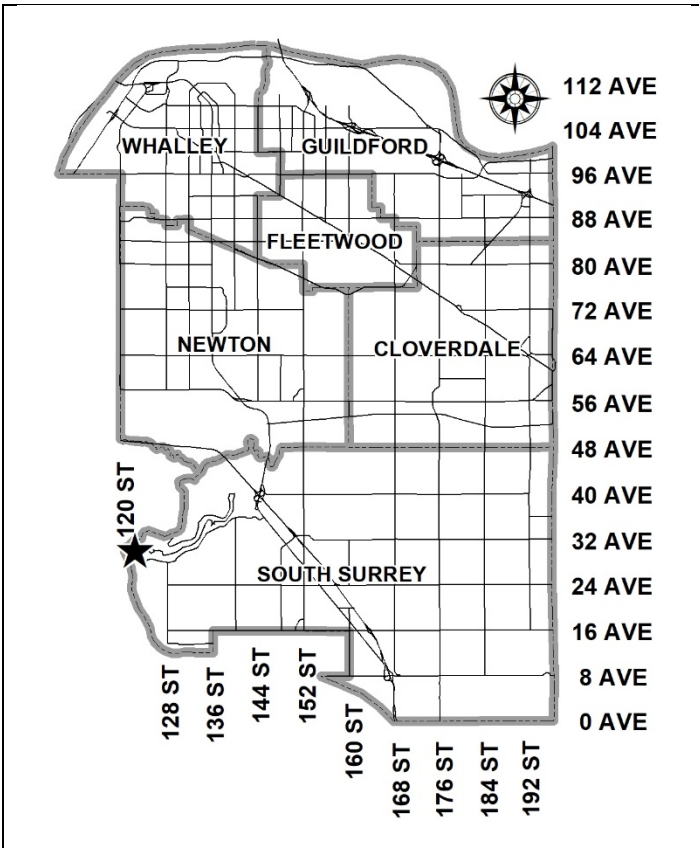 112 AVE
104 AVE
WHALLEY
GUILDFORD
96 AVE
88 AVE
FLEETWOOD
80 AVE
72 AVE
NEWTON
CLOVERDALE
64 AVE
56 AVE
48 AVE
120 ST
40 AVE
32 AVE
SOUTH SURREY
24 AVE
16 AVE
8 AVE
0 AVE
128 ST
136 ST
144 ST
152 ST
160 ST
168 ST
176 ST
184 ST
192 ST